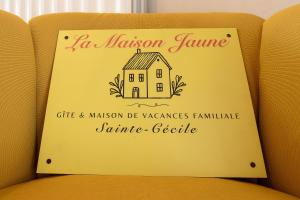 La Maison Jaune
GÎTE & MAISON DE VACANCES FAMILIALE
Sainte-Cécile